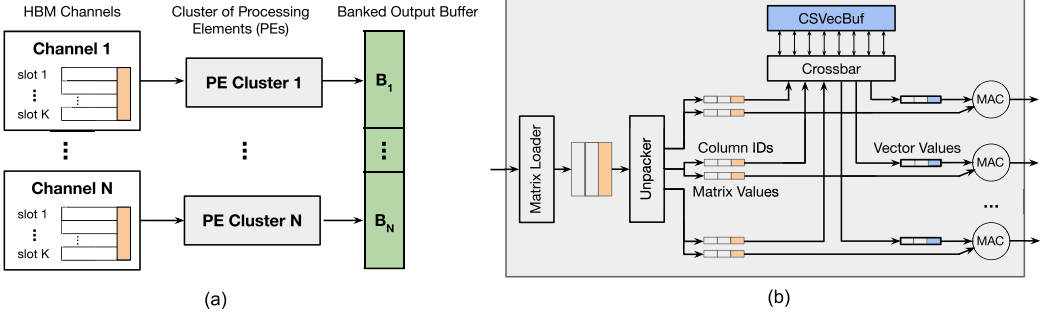 HBM Channels
Cluster of Processing
Elements (PEs)
Banked Output Buffer
Channel 1
slot 1
slot K
PE Cluster 1
B1
Channel N
slot 1
slot K
PE Cluster N
BN
(a)
CSVecBuf
Crossbar
Matrix Loader
Unpacker
Column IDs
Matrix Values
Vector Values
MAC
MAC
...
MAC
(b)